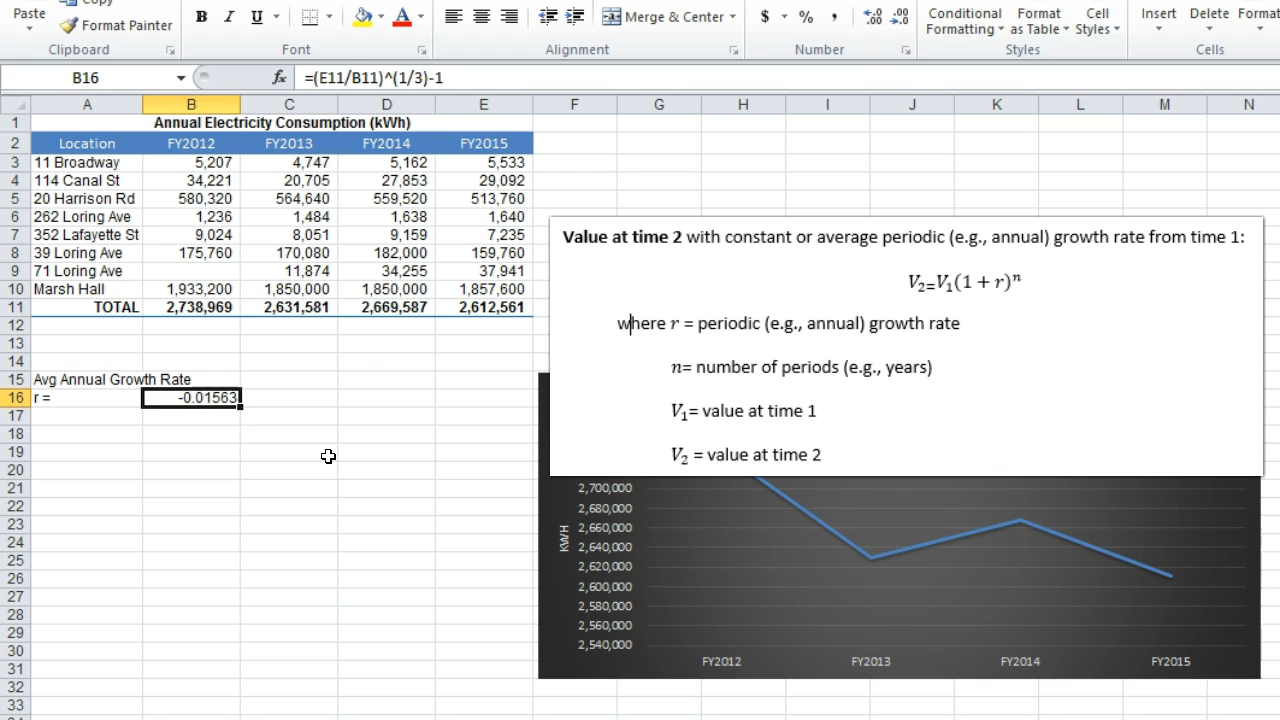 Paste
Copy
Format Painter
B I U A
Merge & Center
$ % , .0 .00 .00 .0
Conditional Formatting
Format as Table
Cell Styles
Insert Delete Format
Clipboard Font Alignment Number Styles Cells
B16 fx =(E11/B11)^(1/3)-1
A B C D E F G H I J K L M N
1 Annual Electricity Consumption (kWh)
2 Location FY2012 FY2013 FY2014 FY2015
3 11 Broadway 5,207 4,747 5,162 5,533
4 114 Canal St 34,221 20,705 27,853 29,092
5 20 Harrison Rd 580,320 564,640 559,520 513,760
6 262 Loring Ave 1,236 1,484 1,638 1,640
7 352 Lafayette St 9,024 8,051 9,159 7,235
8 39 Loring Ave 175,760 170,080 182,000 159,760
9 71 Loring Ave 11,874 34,255 37,941
10 Marsh Hall 1,933,200 1,850,000 1,850,000 1,857,600
11 TOTAL 2,738,969 2,631,581 2,669,587 2,612,561
12
13
14
15 Avg Annual Growth Rate
16 r = -0.01563
17
18
19
20
21
22
23
24
25
26
27
28
29
30
31
32
33
Value at time 2 with constant or average periodic (e.g., annual) growth rate from time 1:
V₂=V₁(1 + r)ⁿ
where r = periodic (e.g., annual) growth rate
n= number of periods (e.g., years)
V₁= value at time 1
V₂ = value at time 2
KWH
2,700,000
2,680,000
2,660,000
2,640,000
2,620,000
2,600,000
2,580,000
2,560,000
2,540,000
FY2012 FY2013 FY2014 FY2015